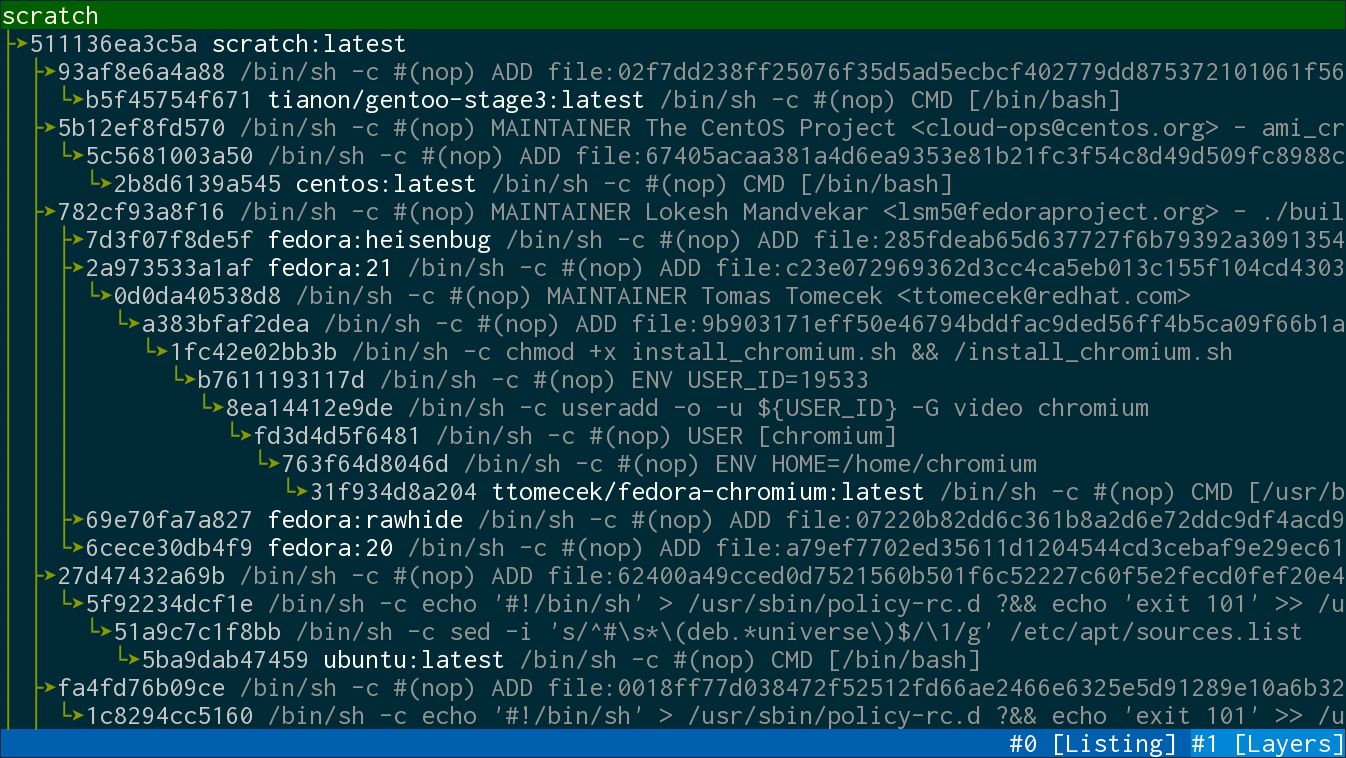 scratch
511136ea3c5a scratch:latest
93af8e6a4a88 /bin/sh -c #(nop) ADD file:02f7dd238ff25076f35d5ad5ecbcf402779dd875372101061f56
b5f45754f671 tianon/gentoo-stage3:latest /bin/sh -c #(nop) CMD [/bin/bash]
5b12ef8fd570 /bin/sh -c #(nop) MAINTAINER The CentOS Project <cloud-ops@centos.org> - ami_cr
5c5681003a50 /bin/sh -c #(nop) ADD file:67405acaa381a4d6ea9353e81b21fc3f54c8d49d509fc8988c
2b8d6139a545 centos:latest /bin/sh -c #(nop) CMD [/bin/bash]
782cf93a8f16 /bin/sh -c #(nop) MAINTAINER Lokesh Mandvekar <lsm5@fedoraproject.org> - ./buil
7d3f07f8de5f fedora:heisenbug /bin/sh -c #(nop) ADD file:285fdeab65d637727f6b79392a3091354
2a973533a1af fedora:21 /bin/sh -c #(nop) ADD file:c23e072969362d3cc4ca5eb013c155f104cd4303
0d0da40538d8 /bin/sh -c #(nop) MAINTAINER Tomas Tomecek <ttomecek@redhat.com>
a383bfaf2dea /bin/sh -c #(nop) ADD file:9b903171eff50e46794bddfac9ded56ff4b5ca09f66b1a
1fc42e02bb3b /bin/sh -c chmod +x install_chromium.sh && /install_chromium.sh
b7611193117d /bin/sh -c #(nop) ENV USER_ID=19533
8ea14412e9de /bin/sh -c useradd -o -u ${USER_ID} -G video chromium
fd3d4d5f6481 /bin/sh -c #(nop) USER [chromium]
763f64d8046d /bin/sh -c #(nop) ENV HOME=/home/chromium
31f934d8a204 ttomecek/fedora-chromium:latest /bin/sh -c #(nop) CMD [/usr/b
69e70fa7a827 fedora:rawhide /bin/sh -c #(nop) ADD file:07220b82dd6c361b8a2d6e72ddc9df4acd9
6cece30db4f9 fedora:20 /bin/sh -c #(nop) ADD file:a79ef7702ed35611d1204544cd3cebaf9e29ec61
27d47432a69b /bin/sh -c #(nop) ADD file:62400a49cced0d7521560b501f6c52227c60f5e2fecd0fef20e4
5f92234dcf1e /bin/sh -c echo '#!/bin/sh' > /usr/sbin/policy-rc.d ?&& echo 'exit 101' >> /u
51a9c7c1f8bb /bin/sh -c sed -i 's/^#\s*\(deb.*universe\)$/\1/g' /etc/apt/sources.list
5ba9dab47459 ubuntu:latest /bin/sh -c #(nop) CMD [/bin/bash]
fa4fd76b09ce /bin/sh -c #(nop) ADD file:0018ff77d038472f52512fd66ae2466e6325e5d91289e10a6b32
1c8294cc5160 /bin/sh -c echo '#!/bin/sh' > /usr/sbin/policy-rc.d ?&& echo 'exit 101' >> /u
#0 [Listing] #1 [Layers]